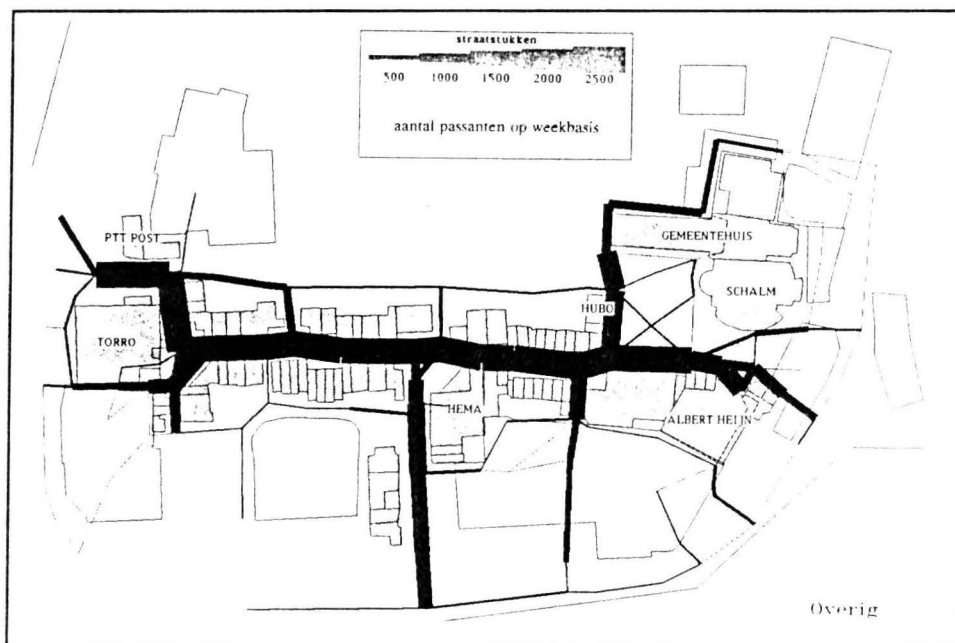 straatstukken
500 1000 1500 2000 2500
aantal passanten op weekbasis
PTT POST
GEMEENTEHUIS
SCHALM
HUBO
TORRO
HEMA
ALBERT HEIJN
Overig